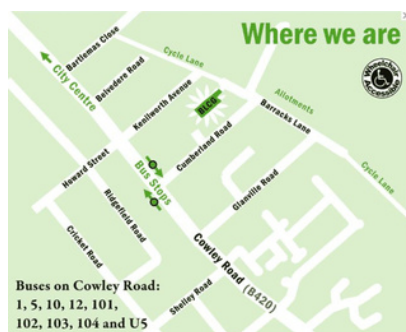 Where we are
Bartlemas Close
Cycle Lane
City Centre
Belvedere Road
Kenilworth Avenue
BLCG
Allotments
Wheelchair
Accessible
Barracks Lane
Cumberland Road
Howard Street
Bus Stops
Glanville Road
Cycle Lane
Ridgefield Road
Cricket Road
Cowley Road (B420)
Shelley Road
Buses on Cowley Road:
1, 5, 10, 12, 101,
102, 103, 104 and U5